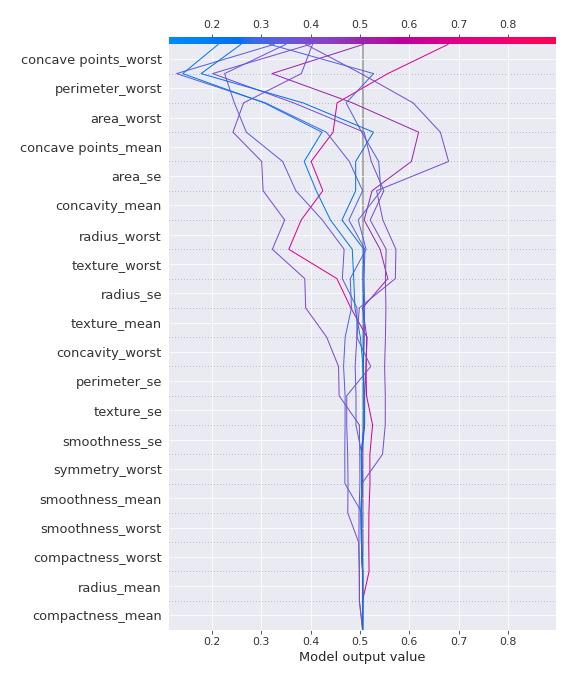 0.2 0.3 0.4 0.5 0.6 0.7 0.8
concave points_worst
perimeter_worst
area_worst
concave points_mean
area_se
concavity_mean
radius_worst
texture_worst
radius_se
texture_mean
concavity_worst
perimeter_se
texture_se
smoothness_se
symmetry_worst
smoothness_mean
smoothness_worst
compactness_worst
radius_mean
compactness_mean
0.2 0.3 0.4 0.5 0.6 0.7 0.8
Model output value